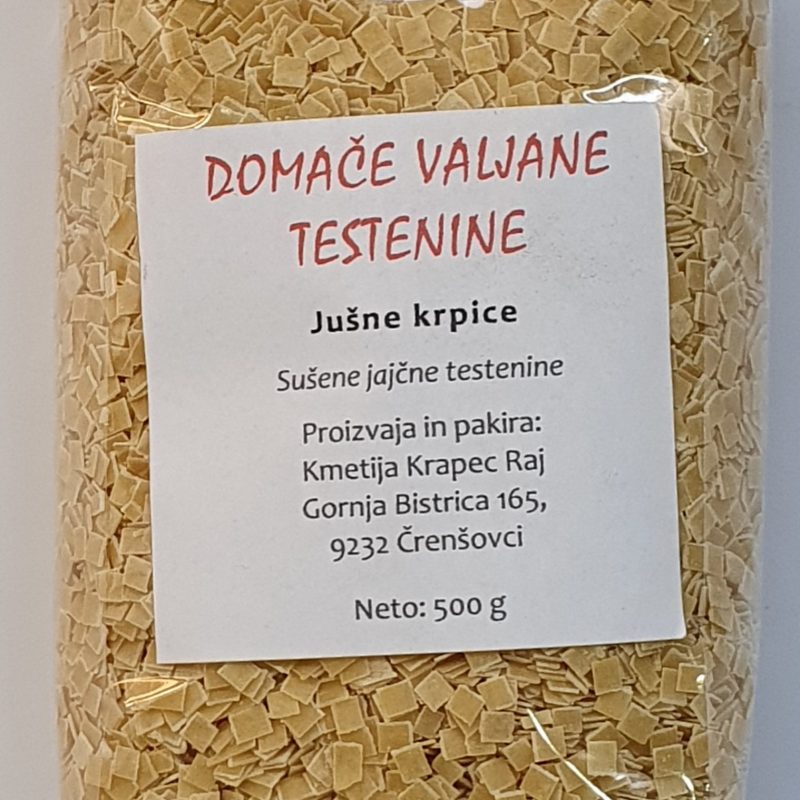 DOMAČE VALJANE
TESTENINE
Jušne krpice
Sušene jajčne testenine
Proizvaja in pakira:
Kmetija Krapec Raj
Gornja Bistrica 165,
9232 Črenšovci
Neto: 500 g